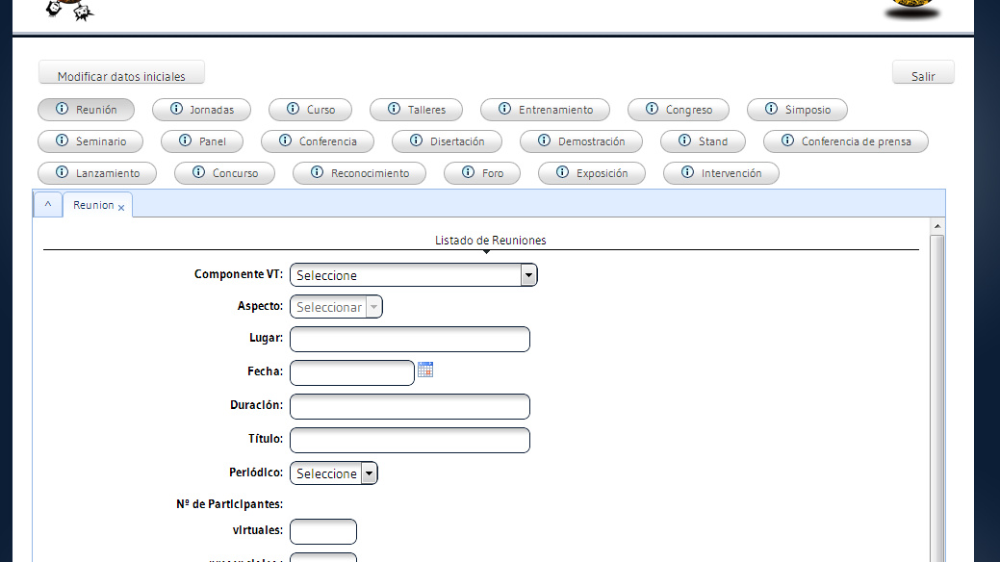 Modificar datos iniciales Salir
Reunión Jornadas Curso Talleres Entrenamiento Congreso Simposio
Seminario Panel Conferencia Disertación Demostración Stand Conferencia de prensa
Lanzamiento Concurso Reconocimiento Foro Exposición Intervención
^ Reunion x
Listado de Reuniones
Componente VT: Seleccione
Aspecto: Seleccionar
Lugar:
Fecha:
Duración:
Título:
Periódico: Seleccione
Nº de Participantes:
virtuales: